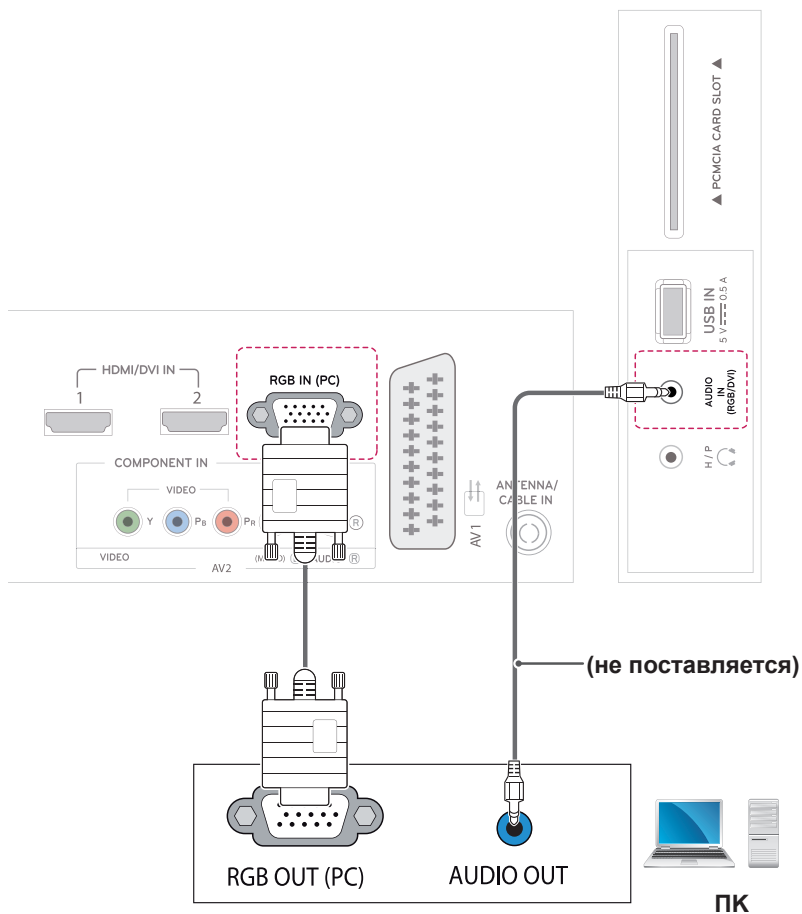 PCMCIA CARD SLOT
USB IN
5 V 0.5 A
HDMI/DVI IN
1
2
RGB IN (PC)
AUDIO
IN
(RGB/DVI)
H/P
COMPONENT IN
VIDEO
Y
PB
PR
R
VIDEO
AV2
R
AV1
ANTENNA/
CABLE IN
(не поставляется)
RGB OUT (PC)
AUDIO OUT
ПК